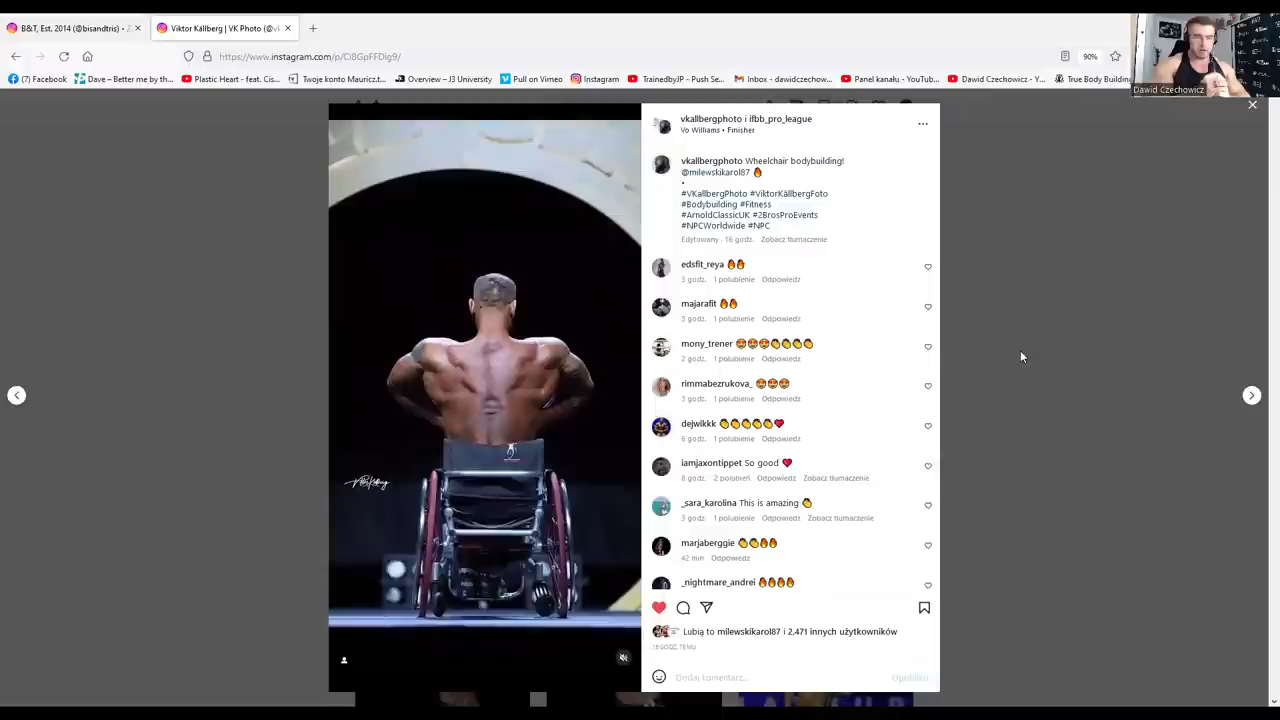 B&T, Est. 2014 (@bisandtris) •
Viktor Källberg | VK Photo (@vk
https://www.instagram.com/p/Ci8GpFFDlg9/
90%
(7) Facebook
Dave – Better me by th
Plastic Heart - feat. Cis...
Twoje konto Mauricz.t...
Overview – J3 University
Pull on Vimeo
Instagram
TrainedbyJP – Push Se...
Inbox - dawidczechow...
Panel kanału - YouTub...
Dawid Czechowicz - Yo...
True Body Building
Dawid Czechowicz
vkallbergphoto i ifbb_pro_league
Vo Williams • Finisher
vkallbergphoto Wheelchair bodybuilding!
@milewskikarol87 🔥
•
#VKallbergPhoto #ViktorKällbergFoto
#Bodybuilding #Fitness
#ArnoldClassicUK #2BrosProEvents
#NPCWorldwide #NPC
Edytowany · 16 godz. Zobacz tłumaczenie
edsfit_reya 🔥🔥
3 godz. 1 polubienie Odpowiedz
majarafit 🔥🔥
3 godz. 1 polubienie Odpowiedz
mony_trener 😍😍😍👏👏👏👏
2 godz. 1 polubienie Odpowiedz
rimmabezrukova_ 😍😍😍
3 godz. 1 polubienie Odpowiedz
dejwikkk 👏👏👏👏👏❤️
6 godz. 1 polubienie Odpowiedz
iamjaxontippet So good ❤️
8 godz. 2 polubień Odpowiedz Zobacz tłumaczenie
_sara_karolina This is amazing 👏
3 godz. 1 polubienie Odpowiedz Zobacz tłumaczenie
marjaberggie 👏👏🔥🔥
42 min Odpowiedz
_nightmare_andrei 🔥🔥🔥🔥
Lubią to milewskikarol87 i 2,471 innych użytkowników
16 GODZ. TEMU
Dodaj komentarz...
Opublikuj